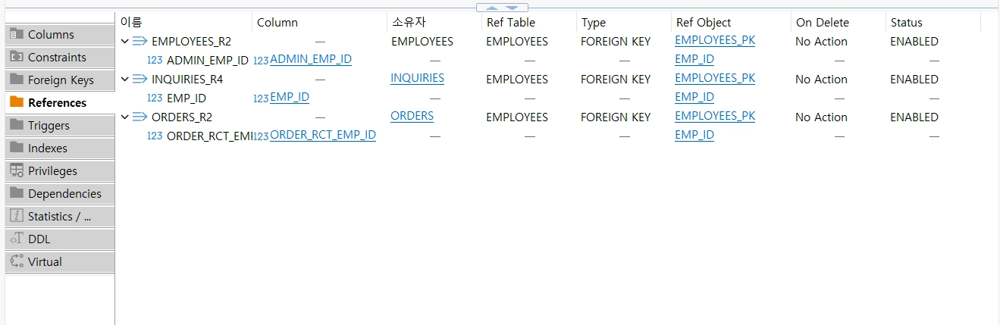 이름 Column 소유자 Ref Table Type Ref Object On Delete Status
Columns
Constraints
Foreign Keys
References
Triggers
Indexes
Privileges
Dependencies
Statistics / ...
DDL
Virtual
EMPLOYEES_R2 — EMPLOYEES EMPLOYEES FOREIGN KEY EMPLOYEES_PK No Action ENABLED
123 ADMIN_EMP_ID 123 ADMIN_EMP_ID — — — EMP_ID — —
INQUIRIES_R4 — INQUIRIES EMPLOYEES FOREIGN KEY EMPLOYEES_PK No Action ENABLED
123 EMP_ID 123 EMP_ID — — — EMP_ID — —
ORDERS_R2 — ORDERS EMPLOYEES FOREIGN KEY EMPLOYEES_PK No Action ENABLED
123 ORDER_RCT_EMI 123 ORDER_RCT_EMP_ID — — — EMP_ID — —